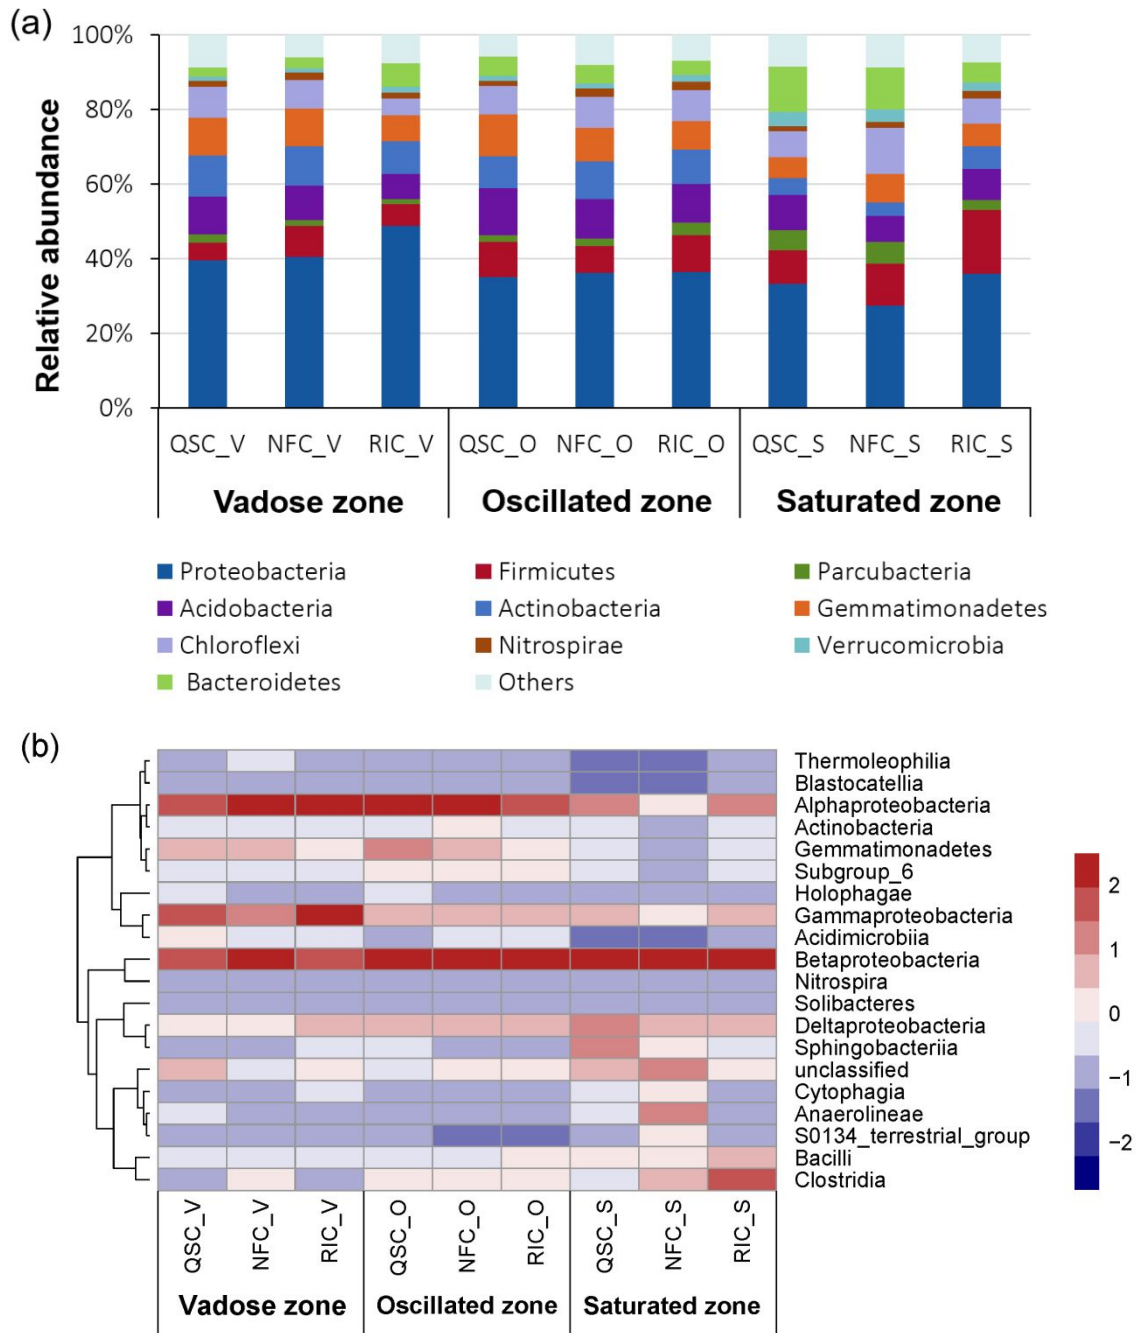 (a)
Relative abundance
100%
80%
60%
40%
20%
0%
QSC_V NFC_V RIC_V QSC_O NFC_O RIC_O QSC_S NFC_S RIC_S
Vadose zone Oscillated zone Saturated zone
Proteobacteria Firmicutes Parcubacteria
Acidobacteria Actinobacteria Gemmatimonadetes
Chloroflexi Nitrospirae Verrucomicrobia
Bacteroidetes Others
(b)
Thermoleophilia
Blastocatellia
Alphaproteobacteria
Actinobacteria
Gemmatimonadetes
Subgroup_6
Holophagae
Gammaproteobacteria
Acidimicrobiia
Betaproteobacteria
Nitrospira
Solibacteres
Deltaproteobacteria
Sphingobacteriia
unclassified
Cytophagia
Anaerolineae
S0134_terrestrial_group
Bacilli
Clostridia
2
1
0
−1
−2
QSC_V NFC_V RIC_V QSC_O NFC_O RIC_O QSC_S NFC_S RIC_S
Vadose zone Oscillated zone Saturated zone